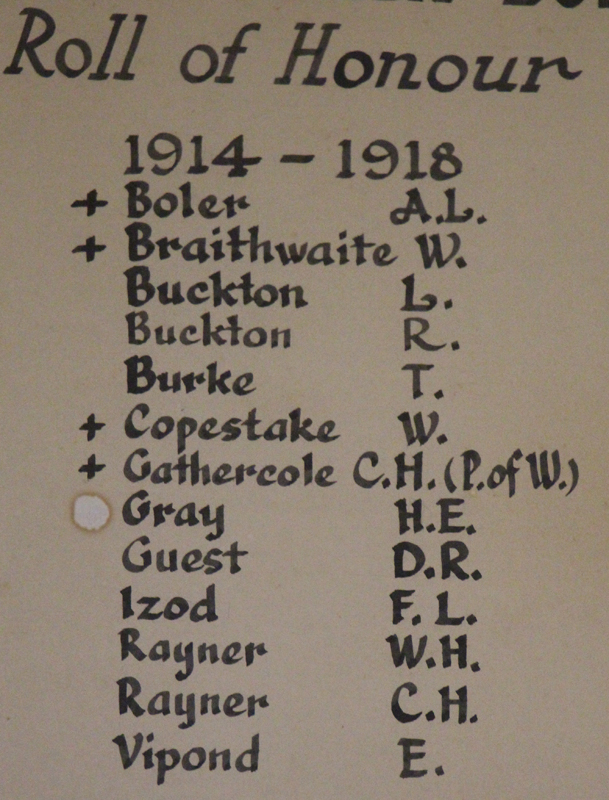 Roll of Honour
1914 - 1918
+ Boler A.L.
+ Braithwaite W.
Buckton L.
Buckton R.
Burke T.
+ Copestake W.
+ Gathercole C.H. (P. of W.)
Gray H.E.
Guest D.R.
Izod F. L.
Rayner W.H.
Rayner C.H.
Vipond E.